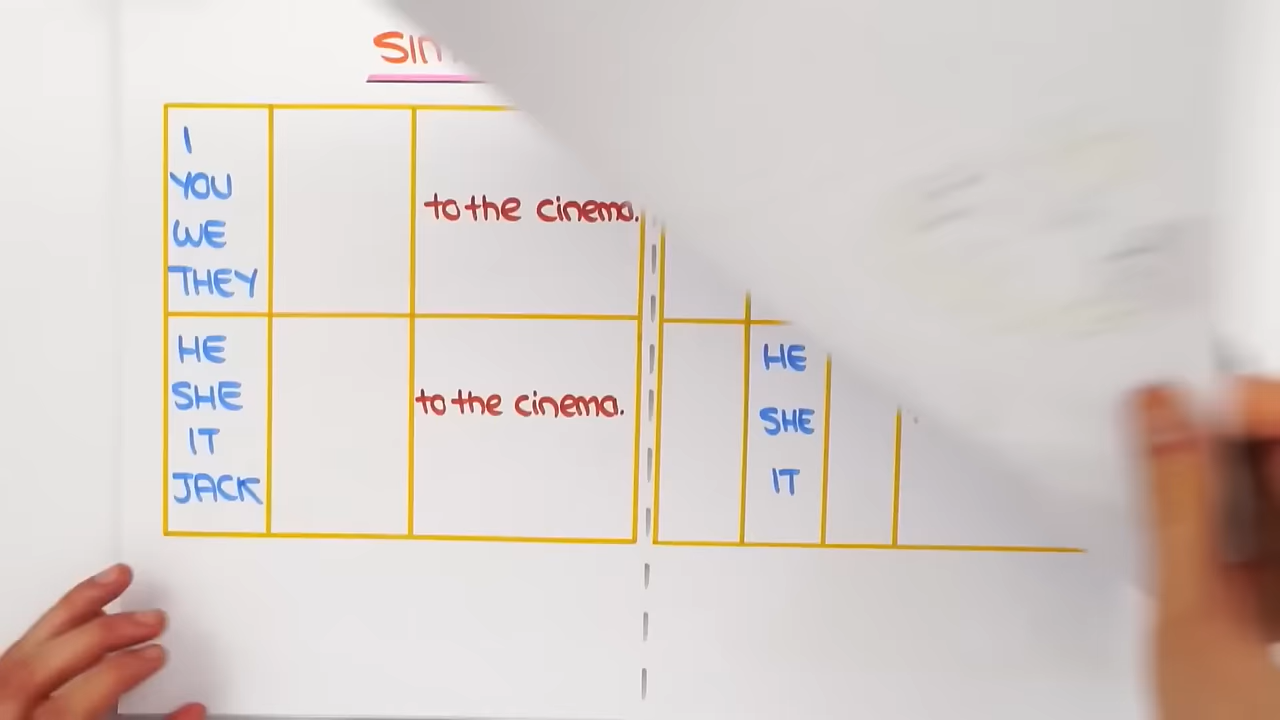 I
YOU
WE
THEY
to the cinema.
HE
SHE
IT
JACK
to the cinema.
HE
SHE
IT